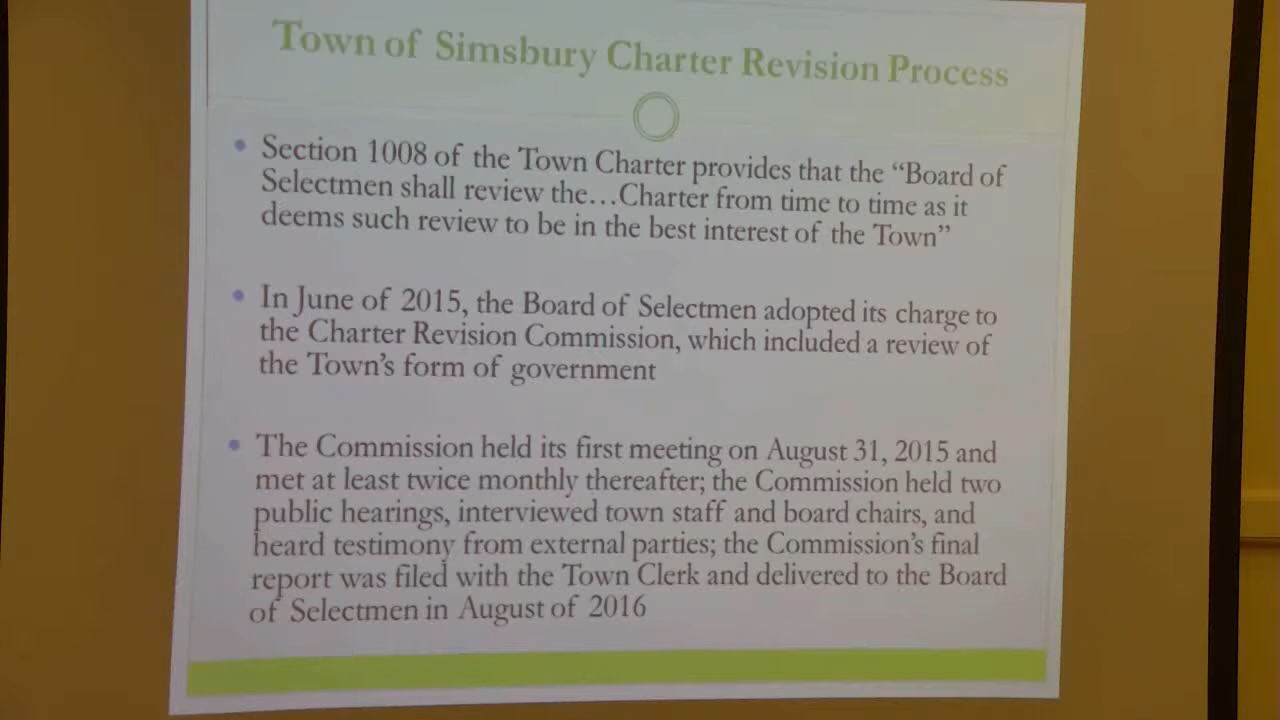 Town of Simsbury Charter Revision Process
• Section 1008 of the Town Charter provides that the “Board of
Selectmen shall review the…Charter from time to time as it
deems such review to be in the best interest of the Town”
• In June of 2015, the Board of Selectmen adopted its charge to
the Charter Revision Commission, which included a review of
the Town’s form of government
• The Commission held its first meeting on August 31, 2015 and
met at least twice monthly thereafter; the Commission held two
public hearings, interviewed town staff and board chairs, and
heard testimony from external parties; the Commission’s final
report was filed with the Town Clerk and delivered to the Board
of Selectmen in August of 2016